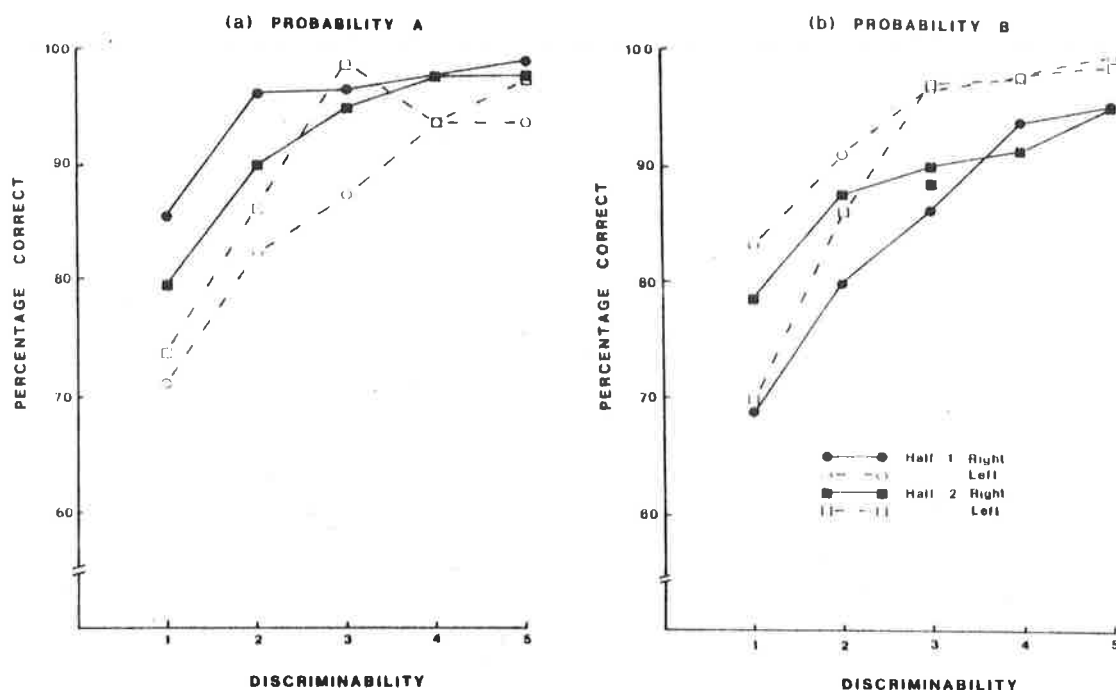 (a) PROBABILITY A
100
90
80
70
60
PERCENTAGE CORRECT
1 2 3 4 5
DISCRIMINABILITY
(b) PROBABILITY B
100
90
80
70
60
PERCENTAGE CORRECT
Half 1 Right
Left
Half 2 Right
Left
1 2 3 4 5
DISCRIMINABILITY